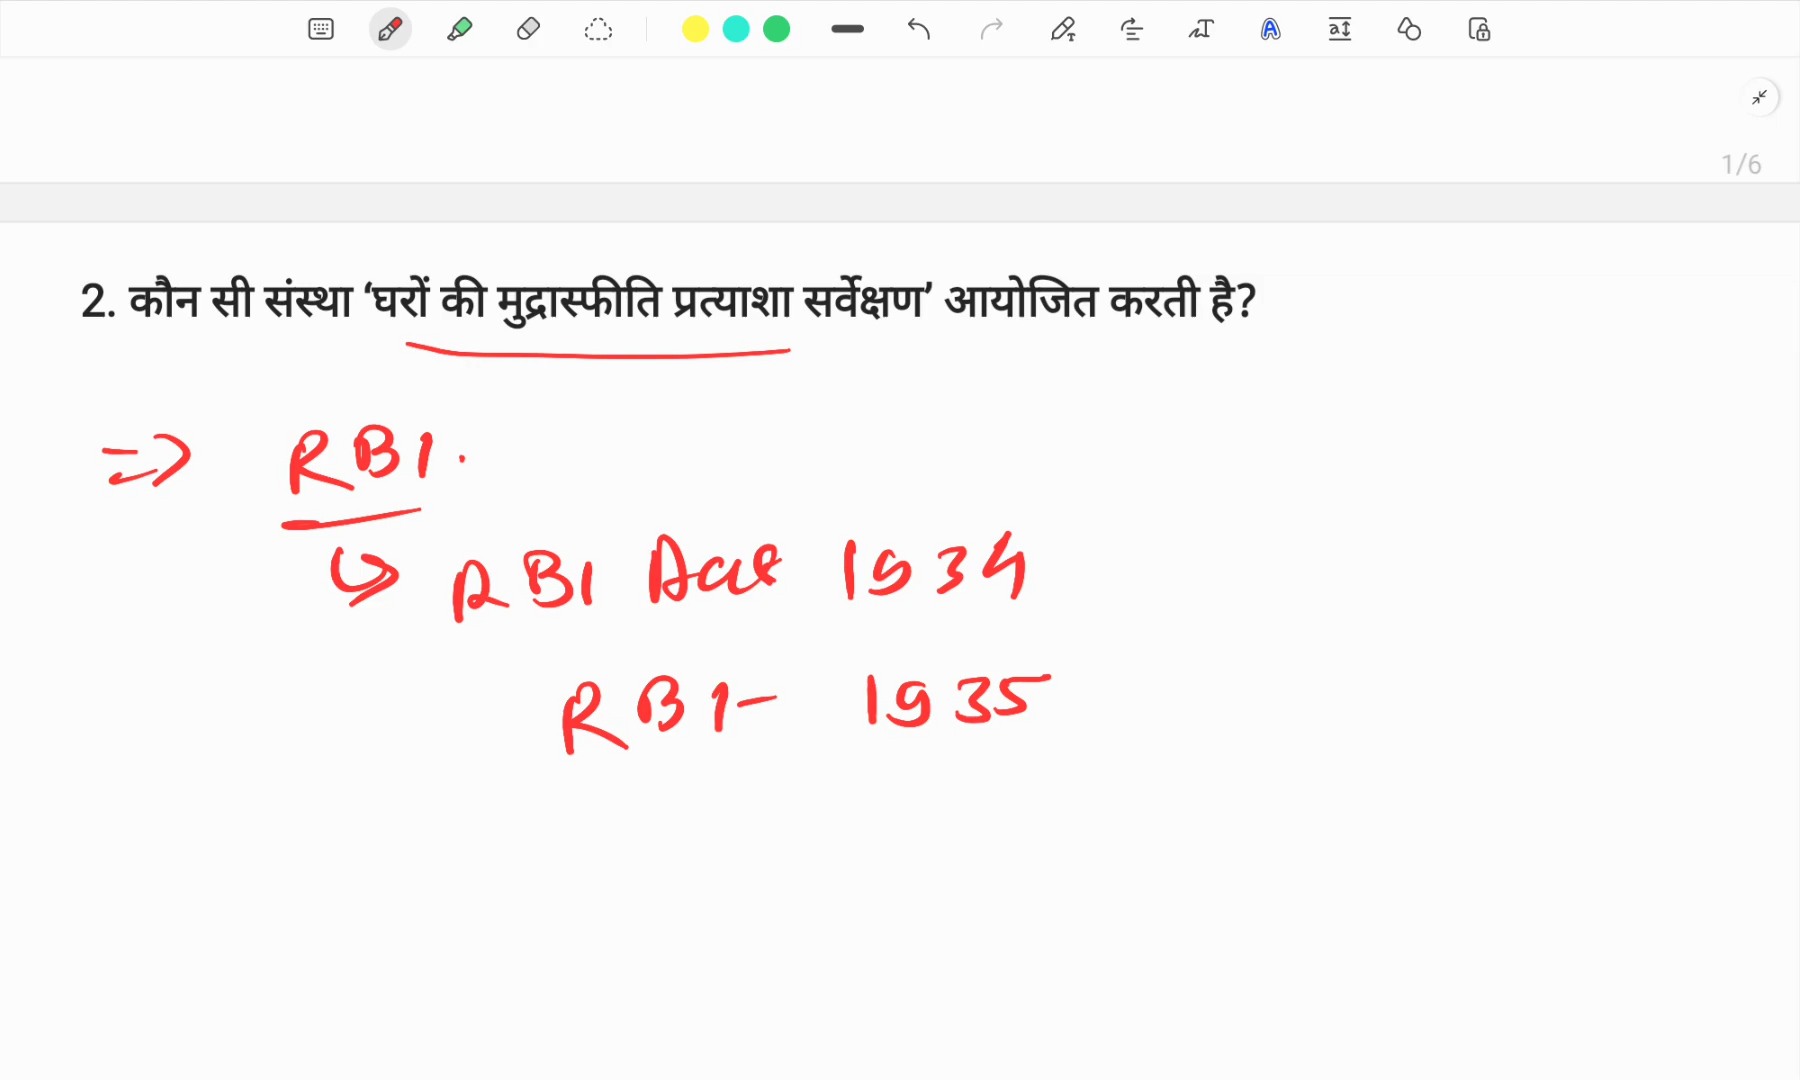 1/6
2. कौन सी संस्था ‘घरों की मुद्रास्फीति प्रत्याशा सर्वेक्षण’ आयोजित करती है?
=> RBI.
↳ RBI Act 1934
RBI - 1935